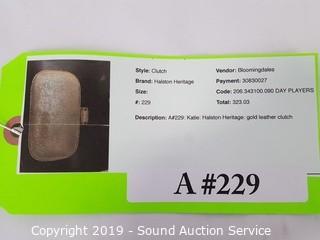 Style: Clutch
Vendor: Bloomingdales
Brand: Halston Heritage
Payment: 30830027
Size:
Code: 206.343100.090 DAY PLAYERS
#: 229
Total: 323.03
Description: A#229: Katie: Halston Heritage: gold leather clutch
A #229
Copyright 2019 - Sound Auction Service